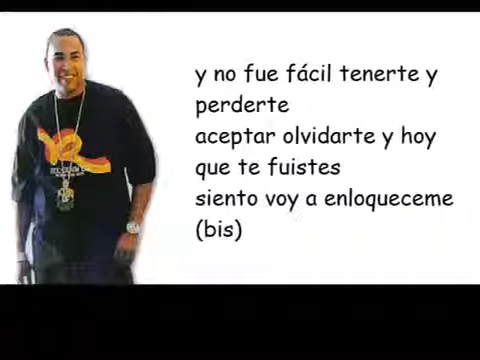 y no fue fácil tenerte y
perderte
aceptar olvidarte y hoy
que te fuistes
siento voy a enloqueceme
(bis)